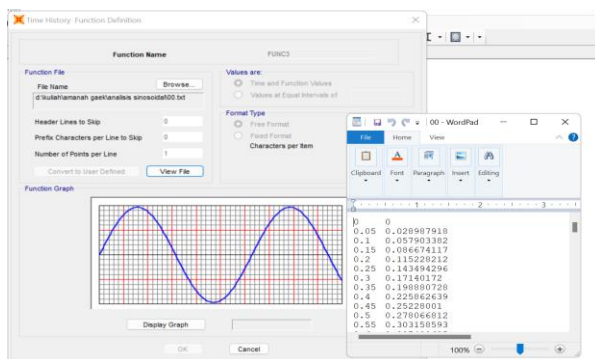 Time History Function Definition
Function Name
FUNC3
Function File
File Name
Browse...
d:\kuliah\amanah gaek\analisis sinosoidal\00.txt
Header Lines to Skip
0
Prefix Characters per Line to Skip
0
Number of Points per Line
1
Convert to User Defined
View File
Values are:
Time and Function Values
Values at Equal Intervals of
Format Type
Free Format
Fixed Format
Characters per Item
Function Graph
Display Graph
OK
Cancel
00 - WordPad
File Home View
Clipboard Font Paragraph Insert Editing
1 2 3
0 0
0.05 0.028987918
0.1 0.057903382
0.15 0.086674117
0.2 0.115228212
0.25 0.143494296
0.3 0.17140172
0.35 0.198880728
0.4 0.225862639
0.45 0.25228001
0.5 0.278066812
0.55 0.303158593
100%